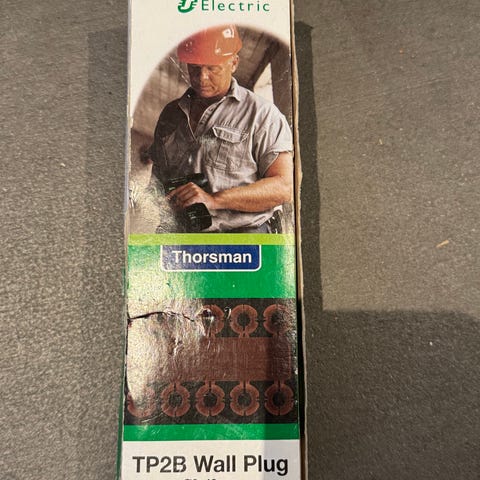 Electric
Thorsman
TP2B Wall Plug